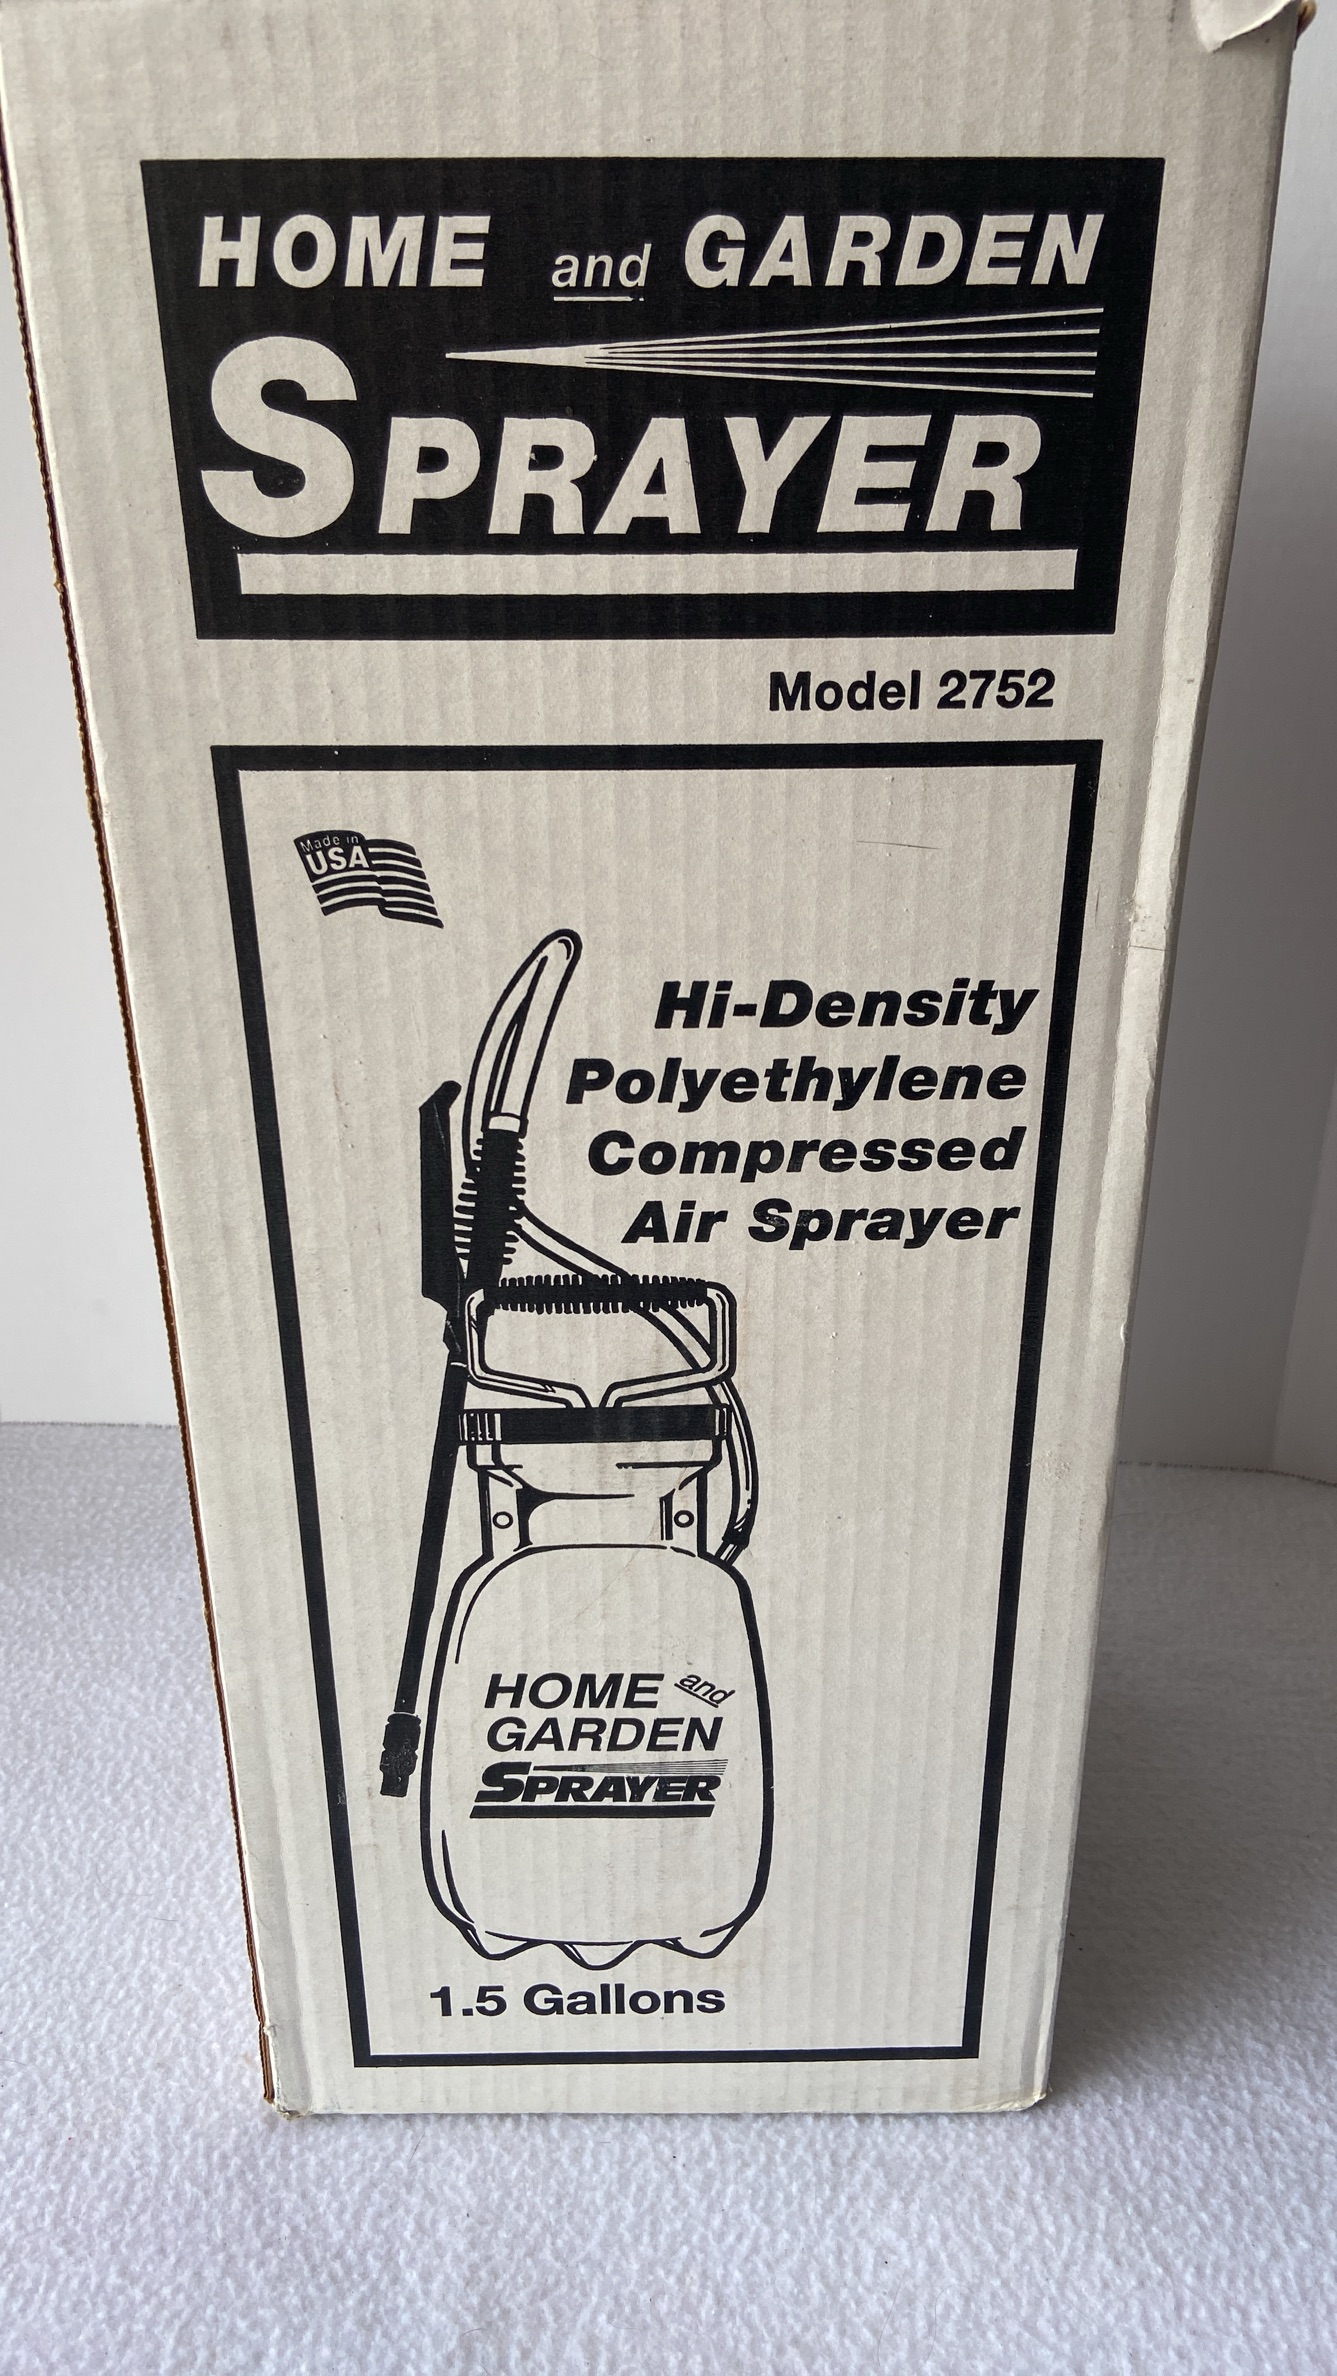 HOME and GARDEN
SPRAYER
Model 2752
Made in
USA
Hi-Density
Polyethylene
Compressed
Air Sprayer
HOME and
GARDEN
SPRAYER
1.5 Gallons